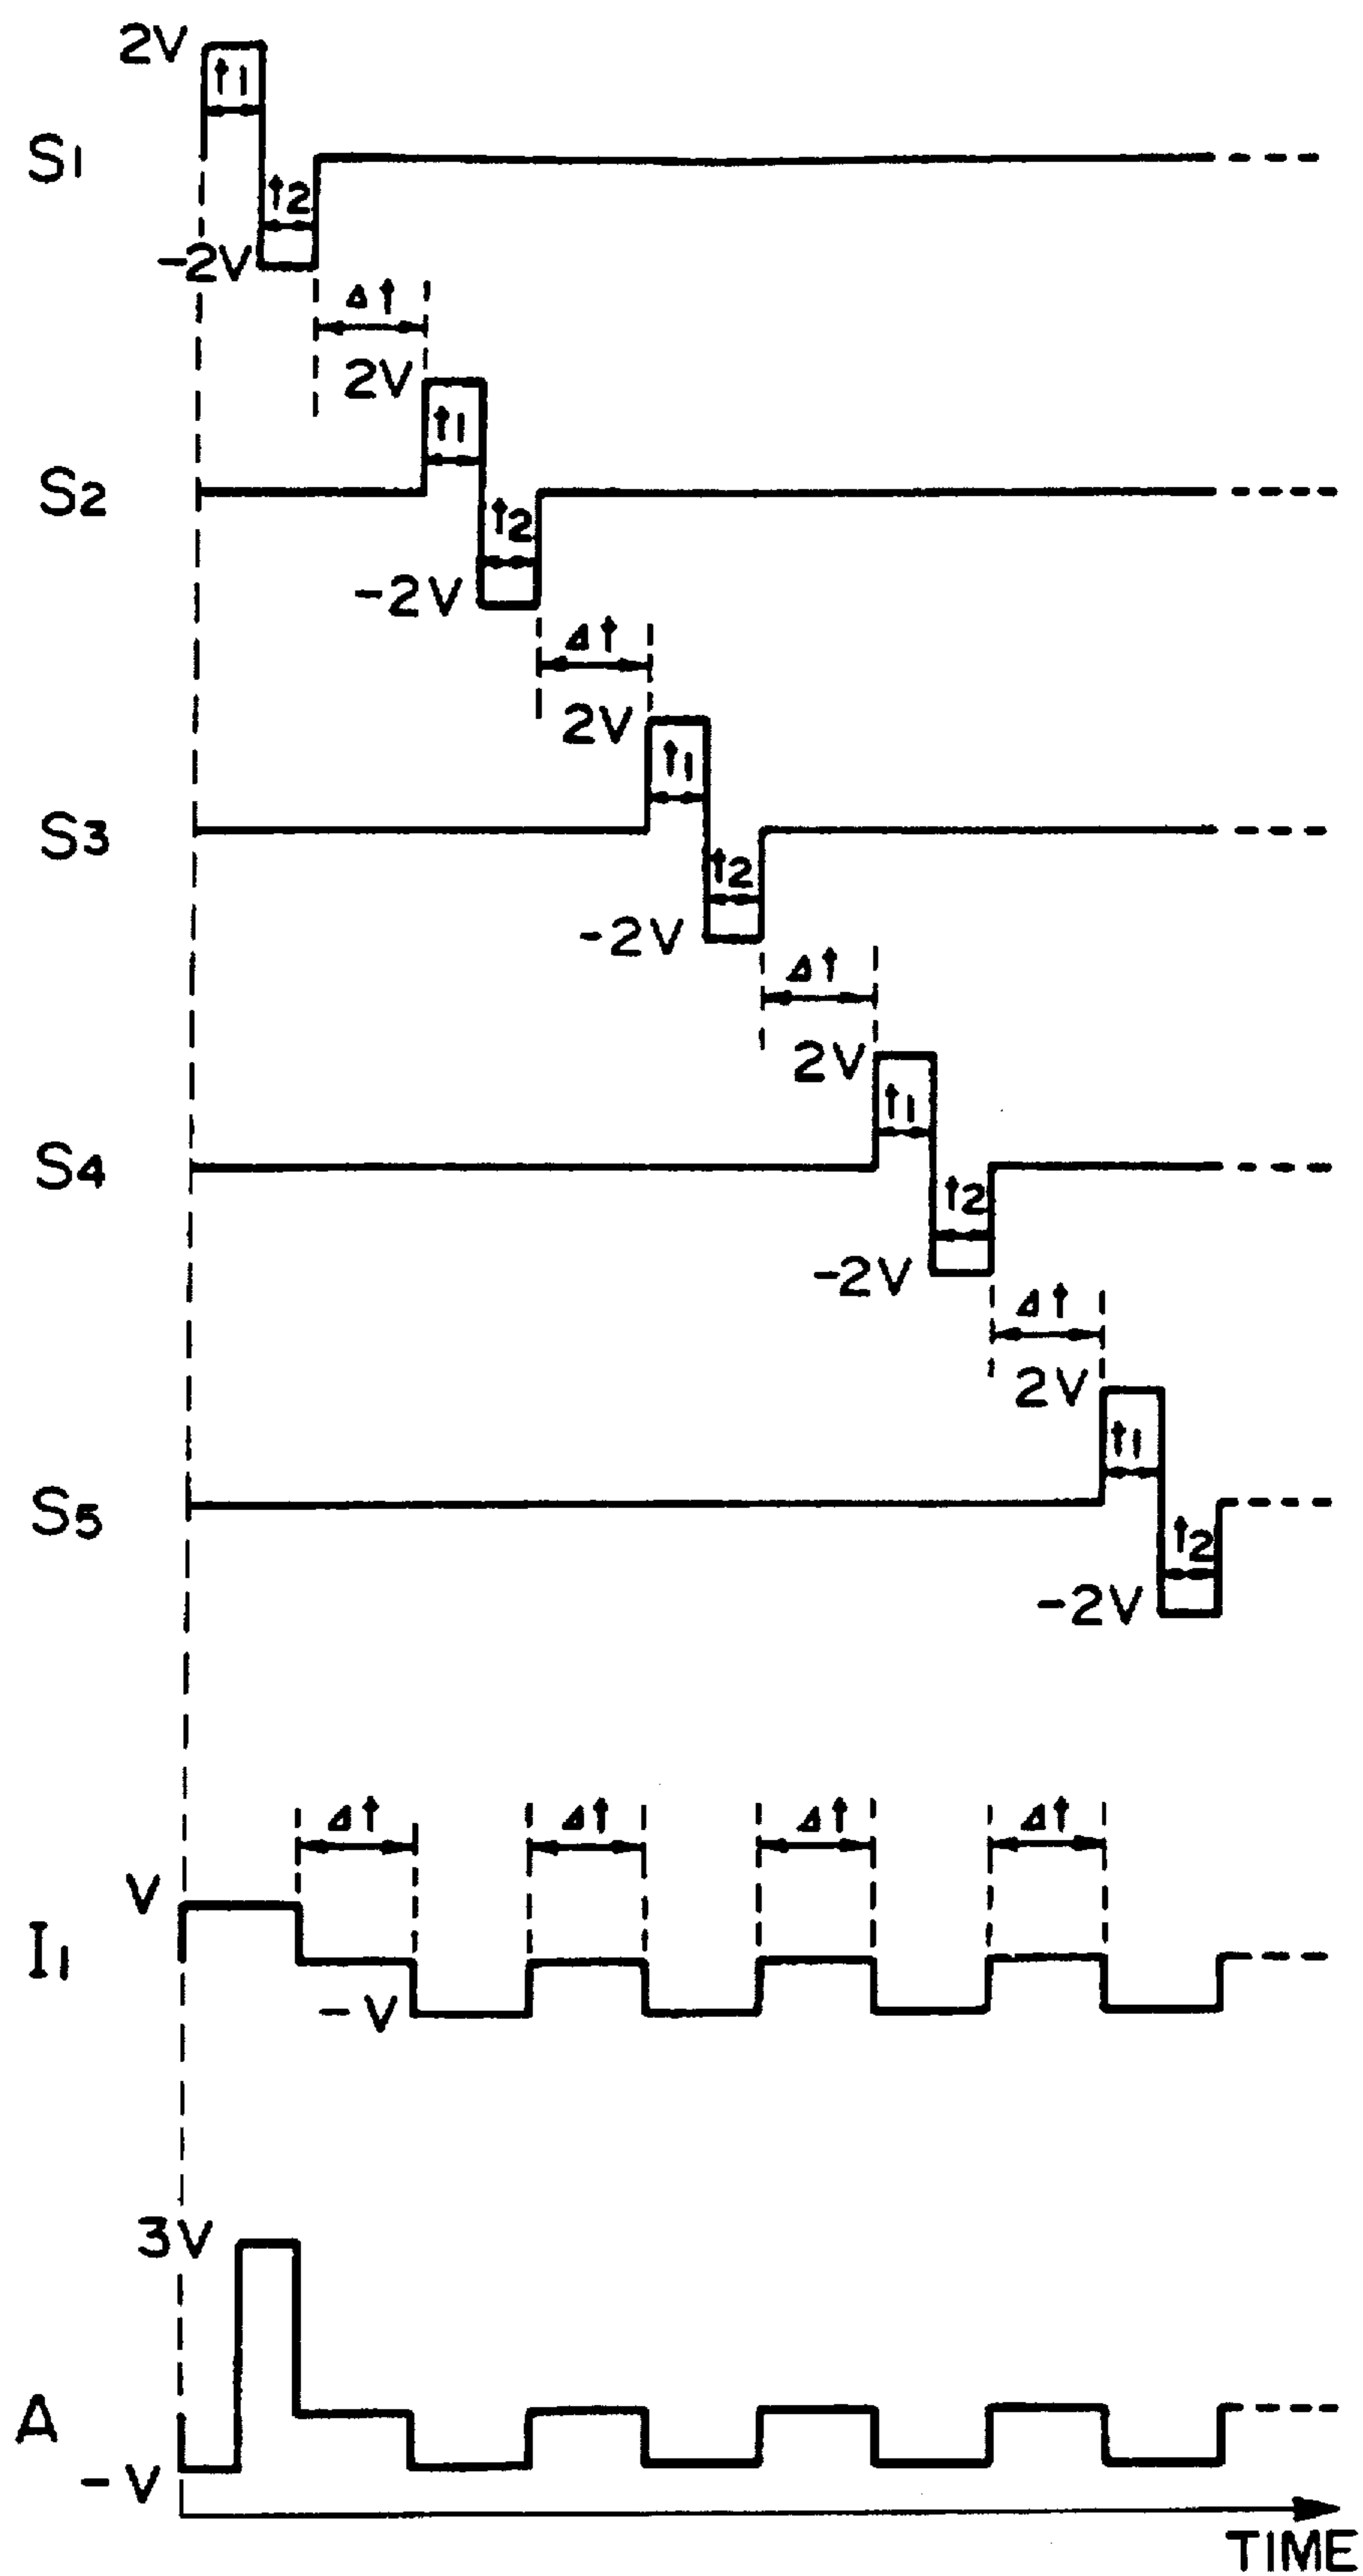 2V
t1
S1
t2
-2V
Δt
2V
t1
S2
t2
-2V
Δt
2V
t1
S3
t2
-2V
Δt
2V
t1
S4
t2
-2V
Δt
2V
t1
S5
t2
-2V
Δt Δt Δt Δt
V
I1
-V
3V
A
-V
TIME